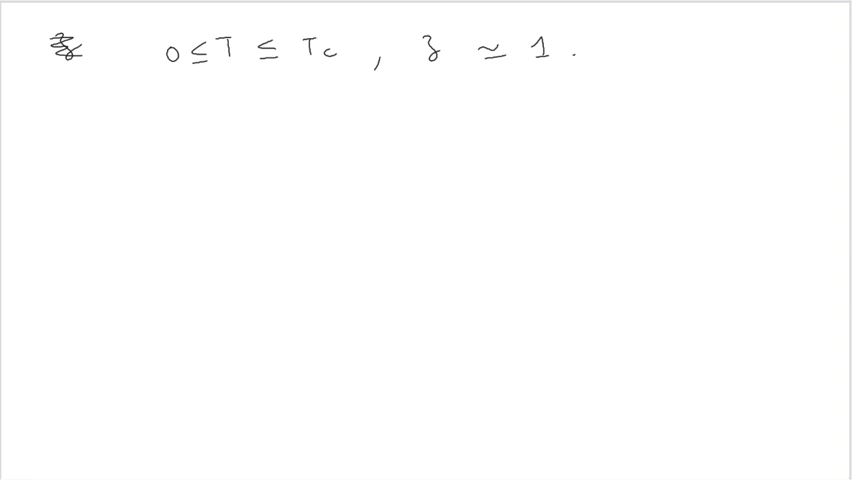 0 ≤ T ≤ Tc , z ≃ 1 .